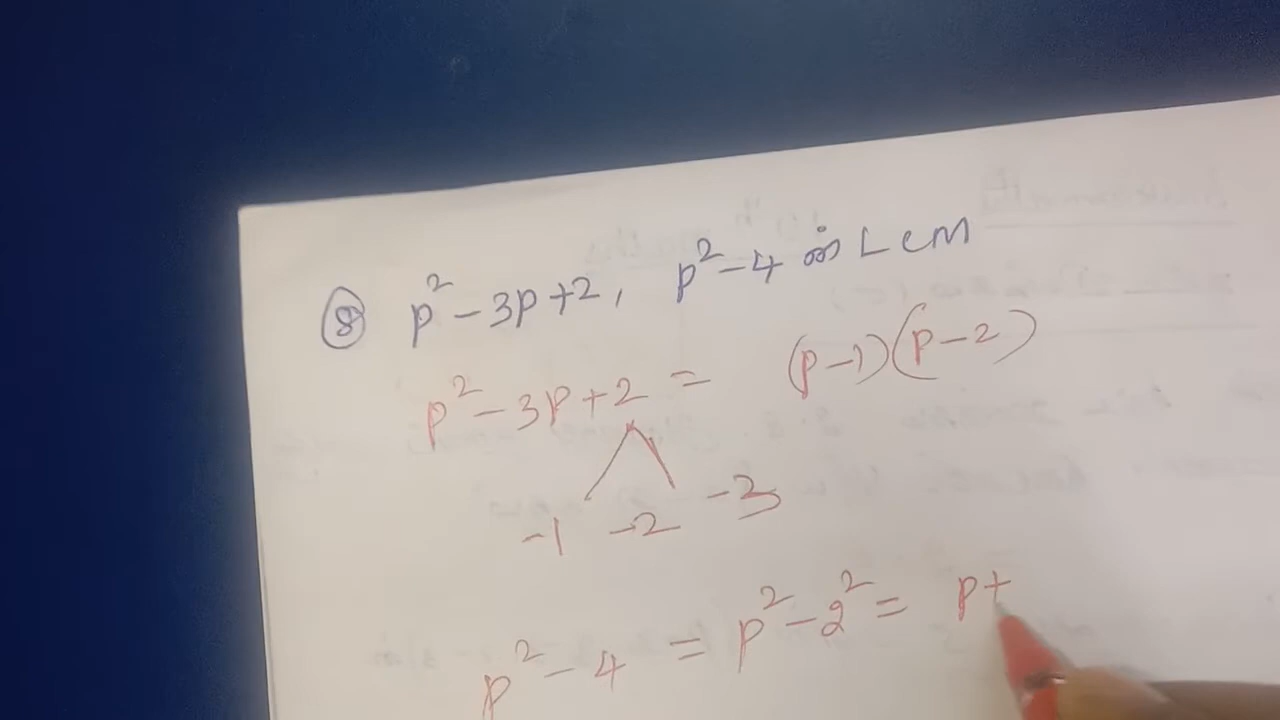 ⑧ p² - 3p + 2, p² - 4 ன் LCM
p² - 3p + 2 = (p - 1)(p - 2)
-1 -2 -3
p² - 4 = p² - 2² = p +